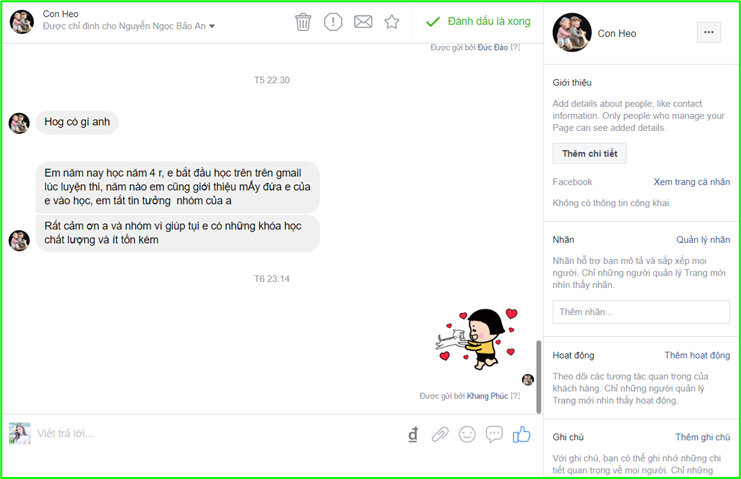 Con Heo
Được chỉ định cho Nguyễn Ngọc Bảo An
Đánh dấu là xong
Được gửi bởi Đức Đảo [?]
T5 22:30
Hog có gi anh
Em năm nay học năm 4 r, e bắt đầu học trên trên gmail
lúc luyện thi, năm nào em cũng giới thiệu mẤy đứa e của
e vào học, em tất tin tưởng nhóm của a
Rất cảm ơn a và nhóm vi giúp tụi e có những khóa học
chất lượng và ít tốn kém
T6 23:14
Được gửi bởi Khang Phúc [?]
Viết trả lời...
Con Heo
Giới thiệu
Add details about people, like contact
information. Only people who manage your
Page can see added details.
Thêm chi tiết
Facebook
Xem trang cá nhân
Không có thông tin công khai.
Nhãn
Quản lý nhãn
Nhãn hỗ trợ bạn mô tả và sắp xếp mọi
người. Chỉ những người quản lý Trang mới
nhìn thấy nhãn.
Thêm nhãn...
Hoạt động
Thêm hoạt động
Theo dõi các tương tác quan trọng của
khách hàng. Chỉ những người quản lý
Trang mới nhìn thấy hoạt động.
Ghi chú
Thêm ghi chú
Với ghi chú, bạn có thể ghi nhớ những chi
tiết quan trọng về mọi người. Chỉ những